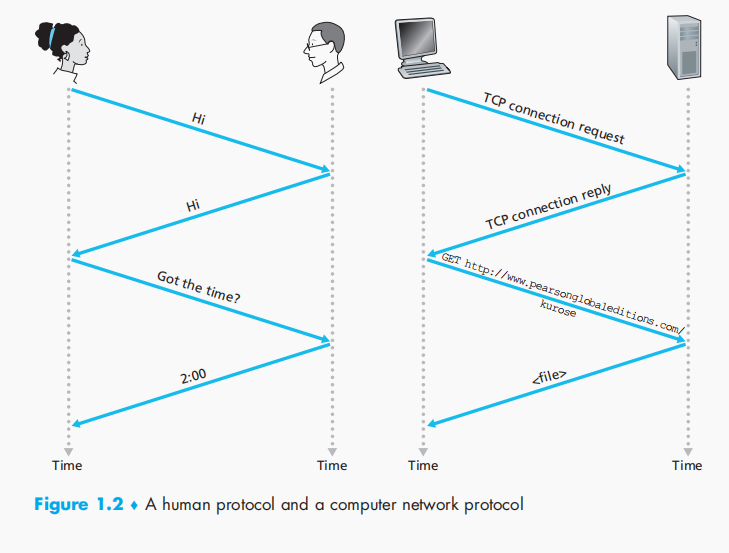 Hi
Hi
Got the time?
2:00
Time
Time
TCP connection request
TCP connection reply
GET http://www.pearsonglobaleditions.com/
kurose
<file>
Time
Time
Figure 1.2 ♦ A human protocol and a computer network protocol